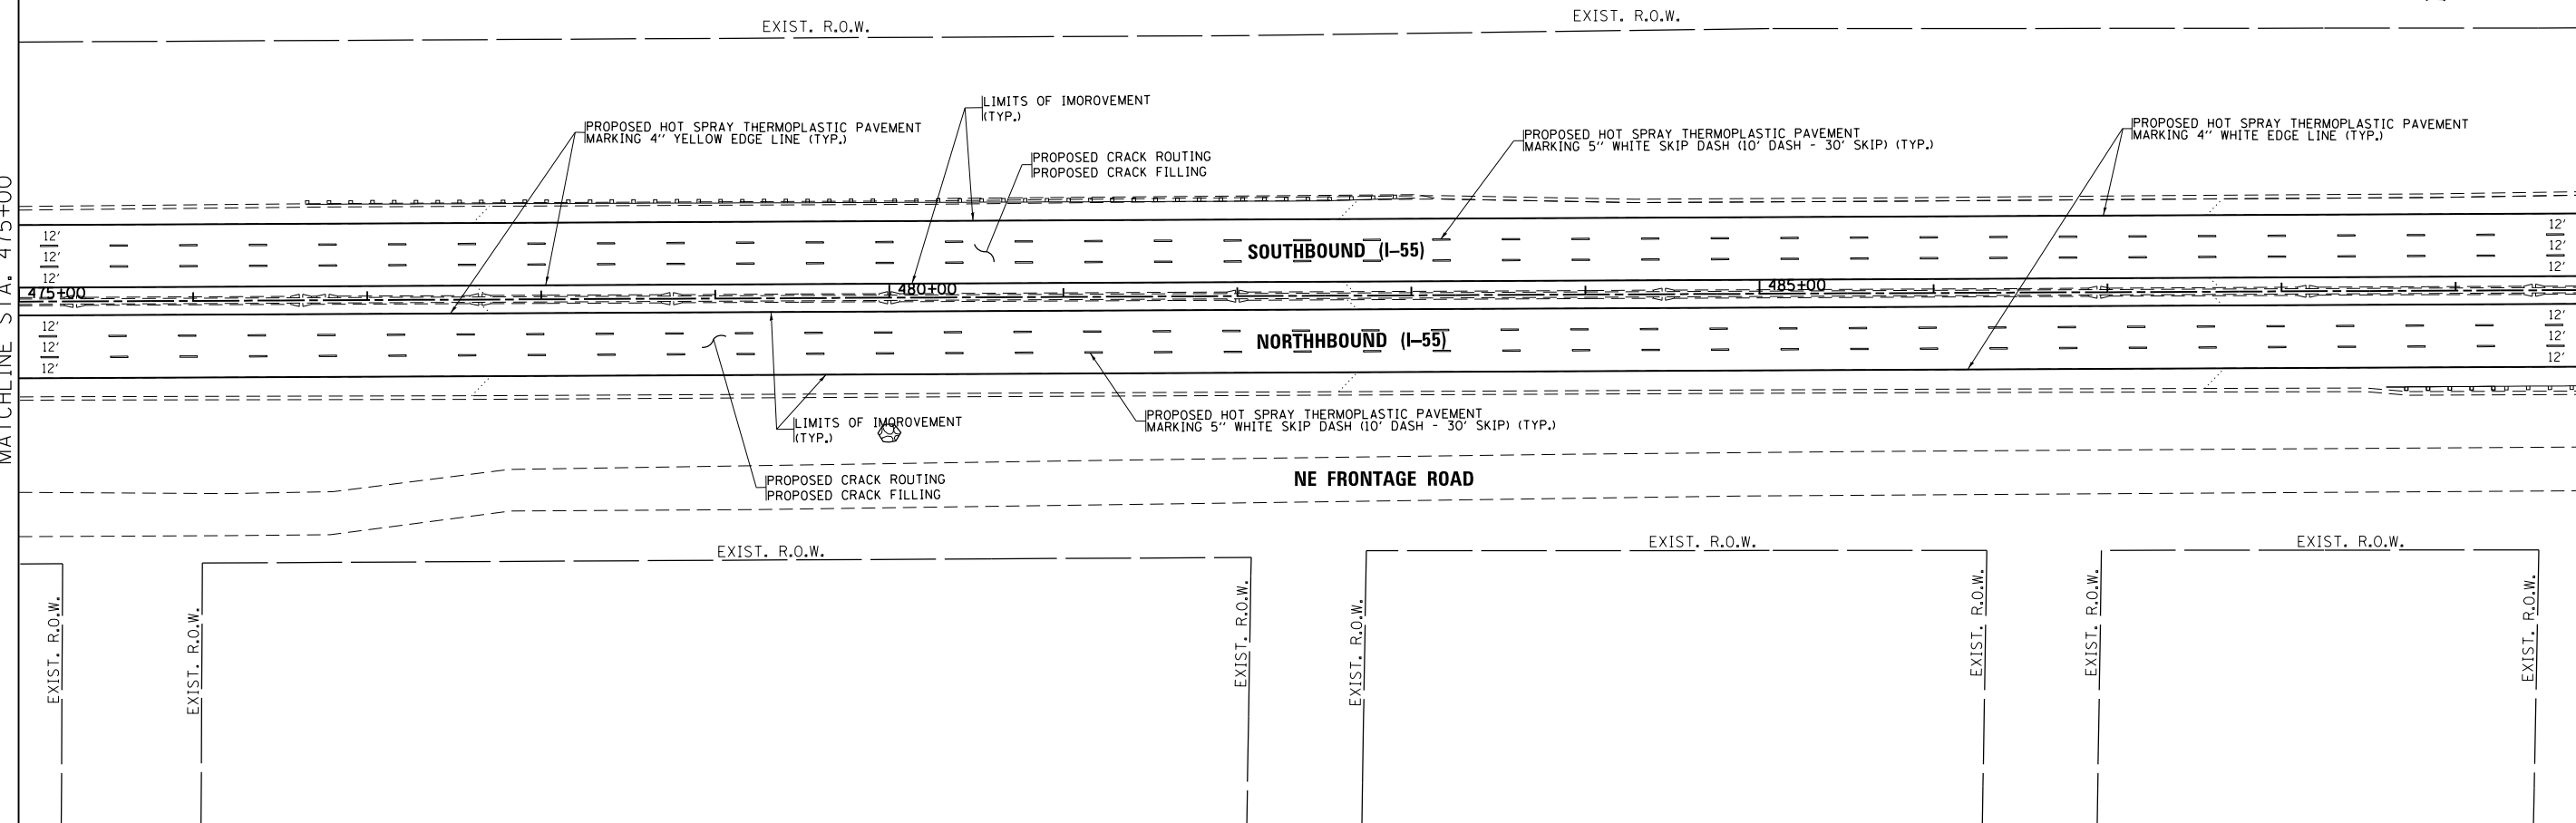 EXIST. R.O.W.
EXIST. R.O.W.
LIMITS OF IMOROVEMENT
(TYP.)
PROPOSED HOT SPRAY THERMOPLASTIC PAVEMENT
MARKING 4" YELLOW EDGE LINE (TYP.)
PROPOSED CRACK ROUTING
PROPOSED CRACK FILLING
PROPOSED HOT SPRAY THERMOPLASTIC PAVEMENT
MARKING 5" WHITE SKIP DASH (10' DASH - 30' SKIP) (TYP.)
PROPOSED HOT SPRAY THERMOPLASTIC PAVEMENT
MARKING 4" WHITE EDGE LINE (TYP.)
MATCHLINE STA. 475+00
12'
12'
12'
SOUTHBOUND (I-55)
12'
12'
12'
475+00
480+00
485+00
12'
12'
12'
NORTHHBOUND (I-55)
12'
12'
12'
LIMITS OF IMOROVEMENT
(TYP.)
PROPOSED HOT SPRAY THERMOPLASTIC PAVEMENT
MARKING 5" WHITE SKIP DASH (10' DASH - 30' SKIP) (TYP.)
PROPOSED CRACK ROUTING
PROPOSED CRACK FILLING
NE FRONTAGE ROAD
EXIST. R.O.W.
EXIST. R.O.W.
EXIST. R.O.W.
EXIST. R.O.W.
EXIST. R.O.W.
EXIST. R.O.W.
EXIST. R.O.W.
EXIST. R.O.W.
EXIST. R.O.W.
EXIST. R.O.W.